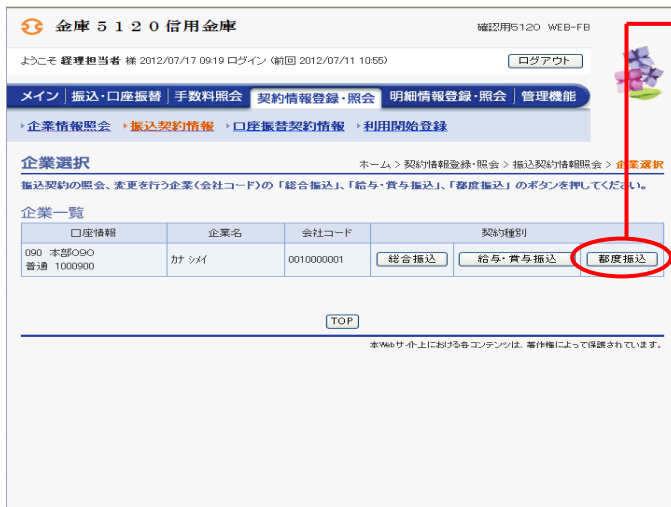 金庫５１２０信用金庫
確認用5120 WEB-FB
ようこそ 経理担当者 様 2012/07/17 09:19 ログイン (前回 2012/07/11 10:55)
ログアウト
メイン 振込・口座振替 手数料照会 契約情報登録・照会 明細情報登録・照会 管理機能
企業情報照会 振込契約情報 口座振替契約情報 利用開始登録
企業選択
ホーム > 契約情報登録・照会 > 振込契約情報照会 > 企業選択
振込契約の照会、変更を行う企業(会社コード)の「総合振込」、「給与・賞与振込」、「都度振込」のボタンを押してください。
企業一覧
口座情報 企業名 会社コード 契約種別
090 本部090
普通 1000900
ｶﾅ ｼﾒｲ 0010000001 総合振込 給与・賞与振込 都度振込
TOP
本Webサイト上における各コンテンツは、著作権によって保護されています。